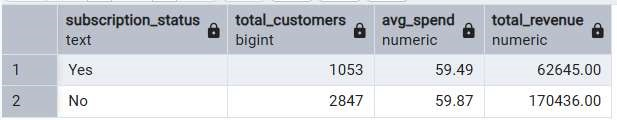 subscription_status total_customers avg_spend total_revenue
text bigint numeric numeric
1 Yes 1053 59.49 62645.00
2 No 2847 59.87 170436.00